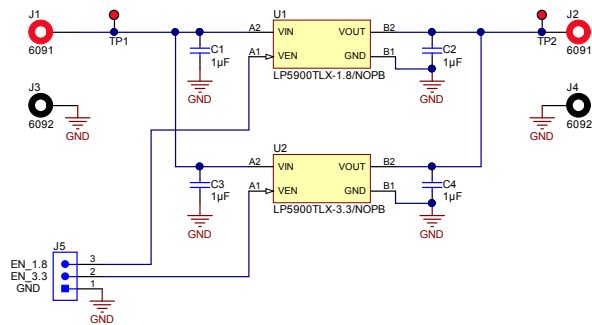 J1
6091
TP1
A2
A1
U1
VIN
VEN
VOUT
GND
LP5900TLX-1.8/NOPB
B2
B1
C1
1µF
GND
C2
1µF
GND
TP2
J2
6091
J3
6092
GND
J4
6092
GND
A2
A1
U2
VIN
VEN
VOUT
GND
LP5900TLX-3.3/NOPB
B2
B1
C3
1µF
GND
C4
1µF
GND
J5
EN_1.8 3
EN_3.3 2
GND 1
GND